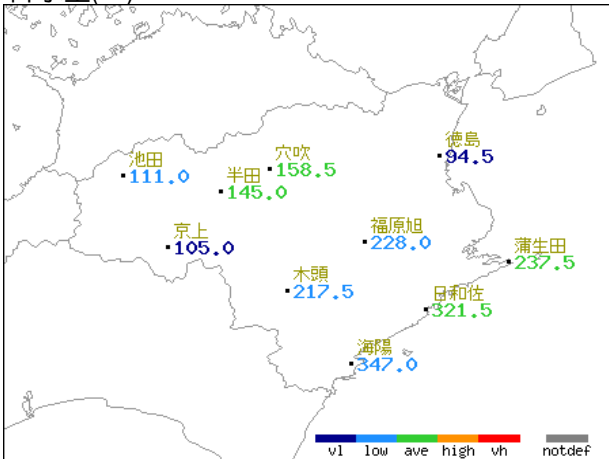 徳島
94.5
穴吹
158.5
池田
111.0
半田
145.0
京上
105.0
福原旭
228.0
蒲生田
237.5
木頭
217.5
日和佐
321.5
海陽
347.0
vl low ave high vh notdef